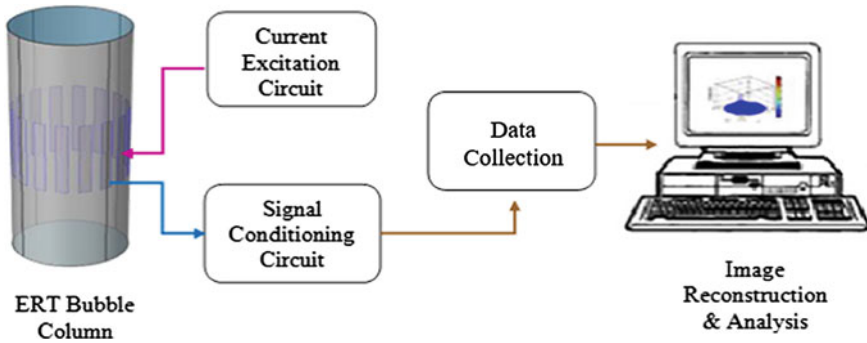 Current
Excitation
Circuit
Data
Collection
Signal
Conditioning
Circuit
ERT Bubble
Column
Image
Reconstruction
& Analysis